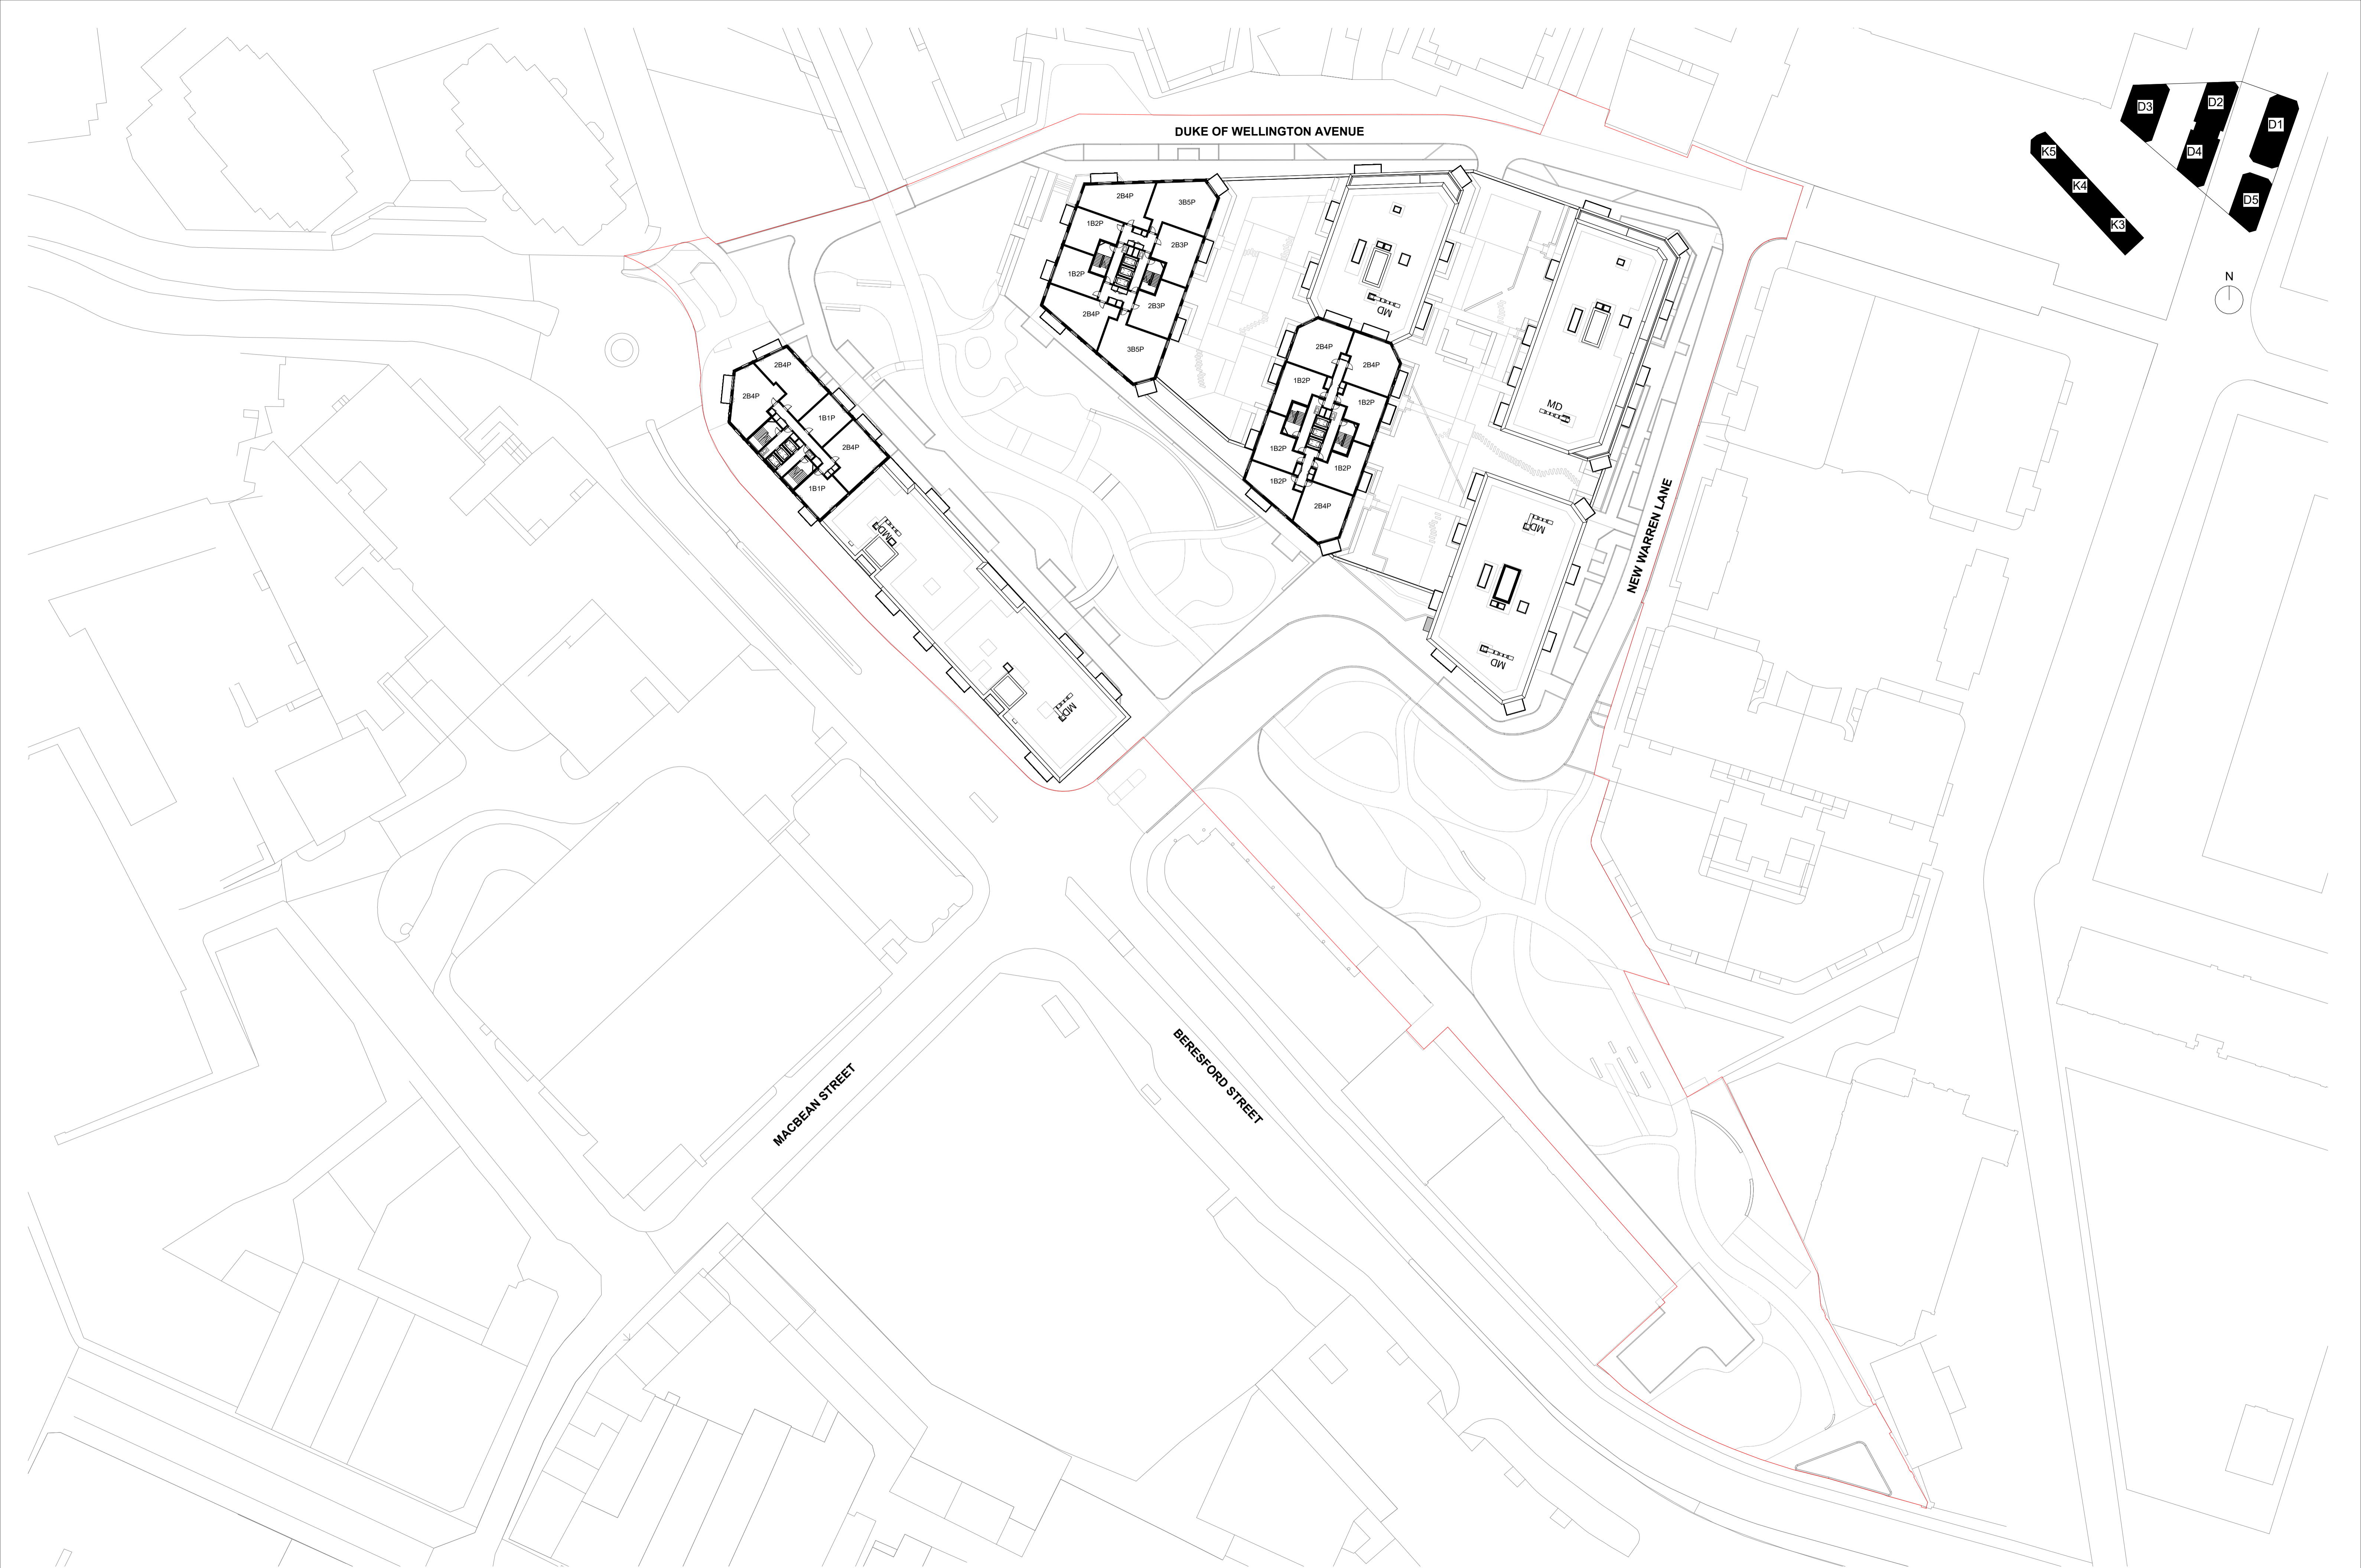 DUKE OF WELLINGTON AVENUE
D3
D2
D1
K5
D4
K4
D5
K3
N
2B4P
3B5P
1B2P
2B3P
1B2P
2B3P
2B4P
3B5P
MD
2B4P
2B4P
1B2P
1B2P
1B2P
1B2P
1B2P
2B4P
MD
MD
MD
2B4P
2B4P
1B1P
2B4P
1B1P
MD
MD
NEW WARREN LANE
MACBEAN STREET
BERESFORD STREET